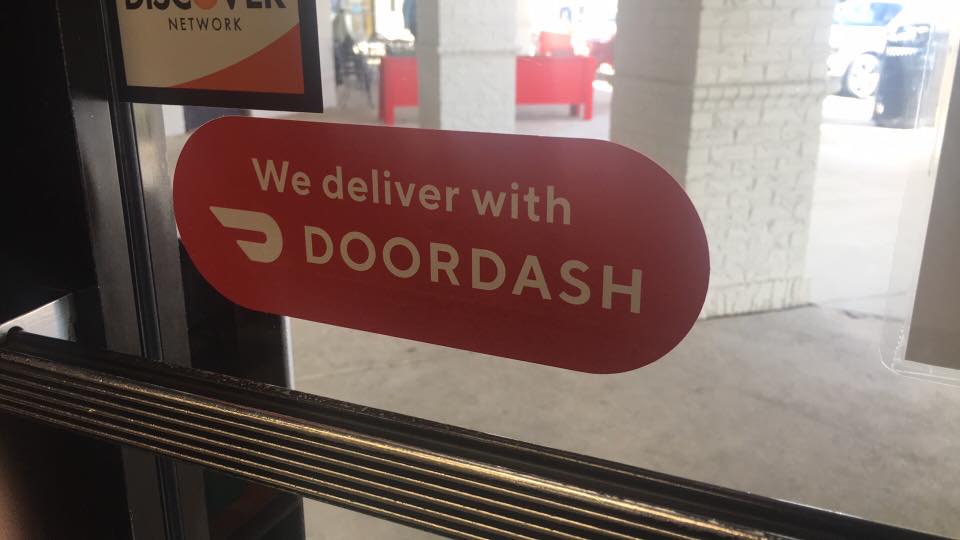 DISCOVER
NETWORK
We deliver with
DOORDASH